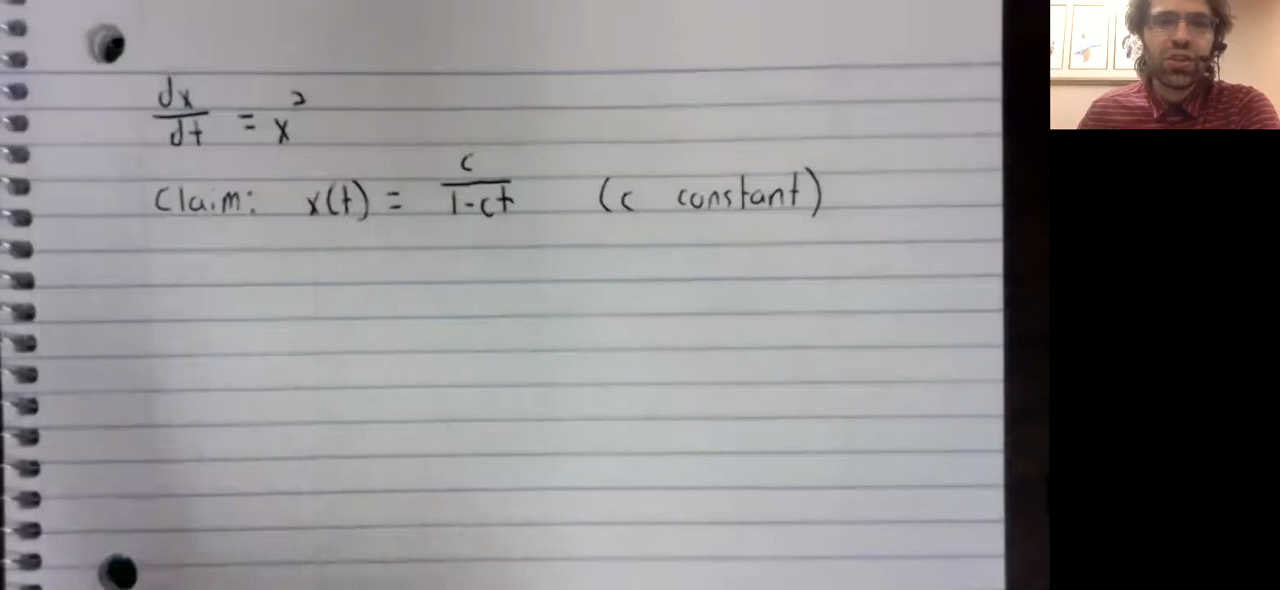 dx/dt = x²
Claim: x(t) = c/(1-ct) (c constant)